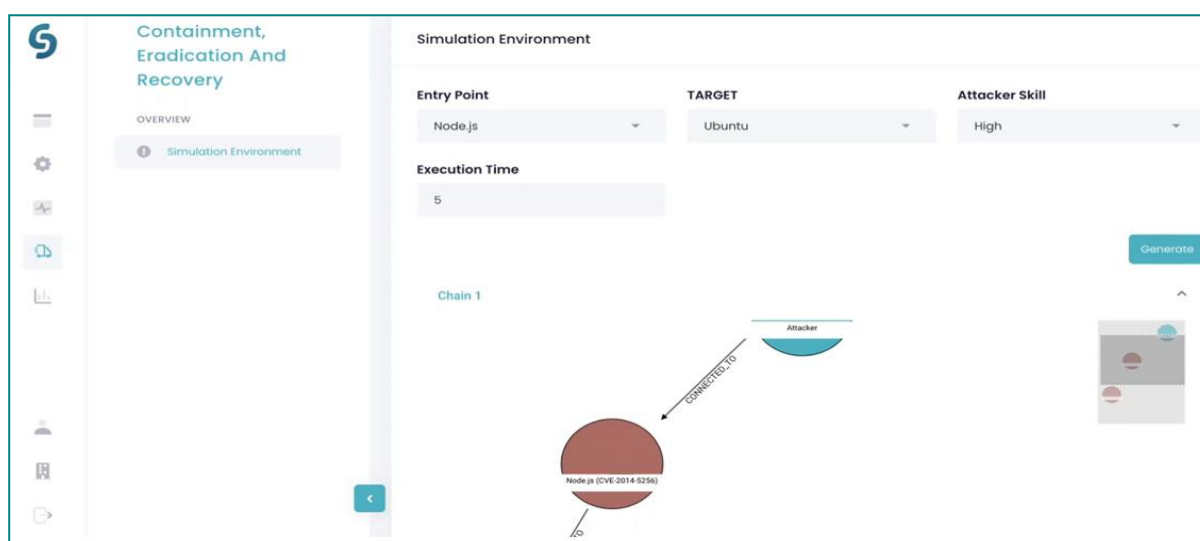 Containment,
Eradication And
Recovery
OVERVIEW
Simulation Environment
Simulation Environment
Entry Point
TARGET
Attacker Skill
Node.js
Ubuntu
High
Execution Time
5
Generate
Chain 1
Attacker
CONNECTED_TO
Node.js (CVE-2014-5256)